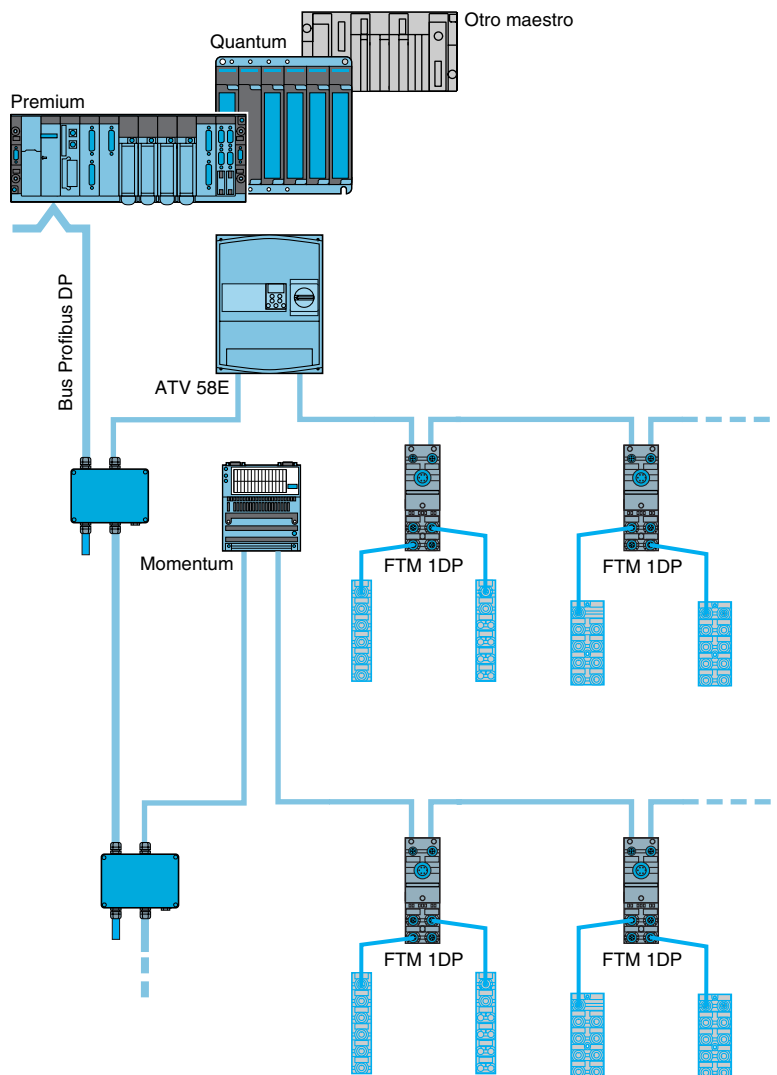 Otro maestro
Quantum
Premium
Bus Profibus DP
ATV 58E
Momentum
FTM 1DP
FTM 1DP
FTM 1DP
FTM 1DP